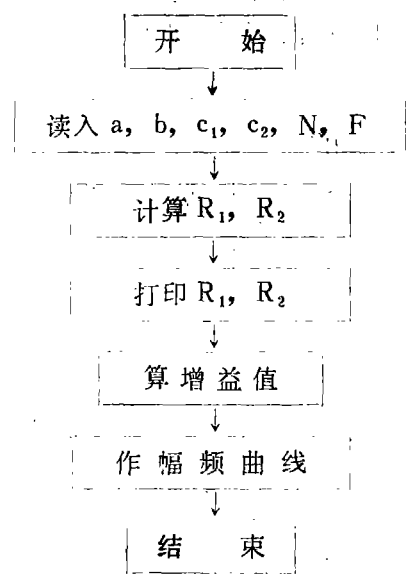 开 始
读入 a, b, c₁, c₂, N, F
计算 R₁, R₂
打印 R₁, R₂
算增益值
作幅频曲线
结 束